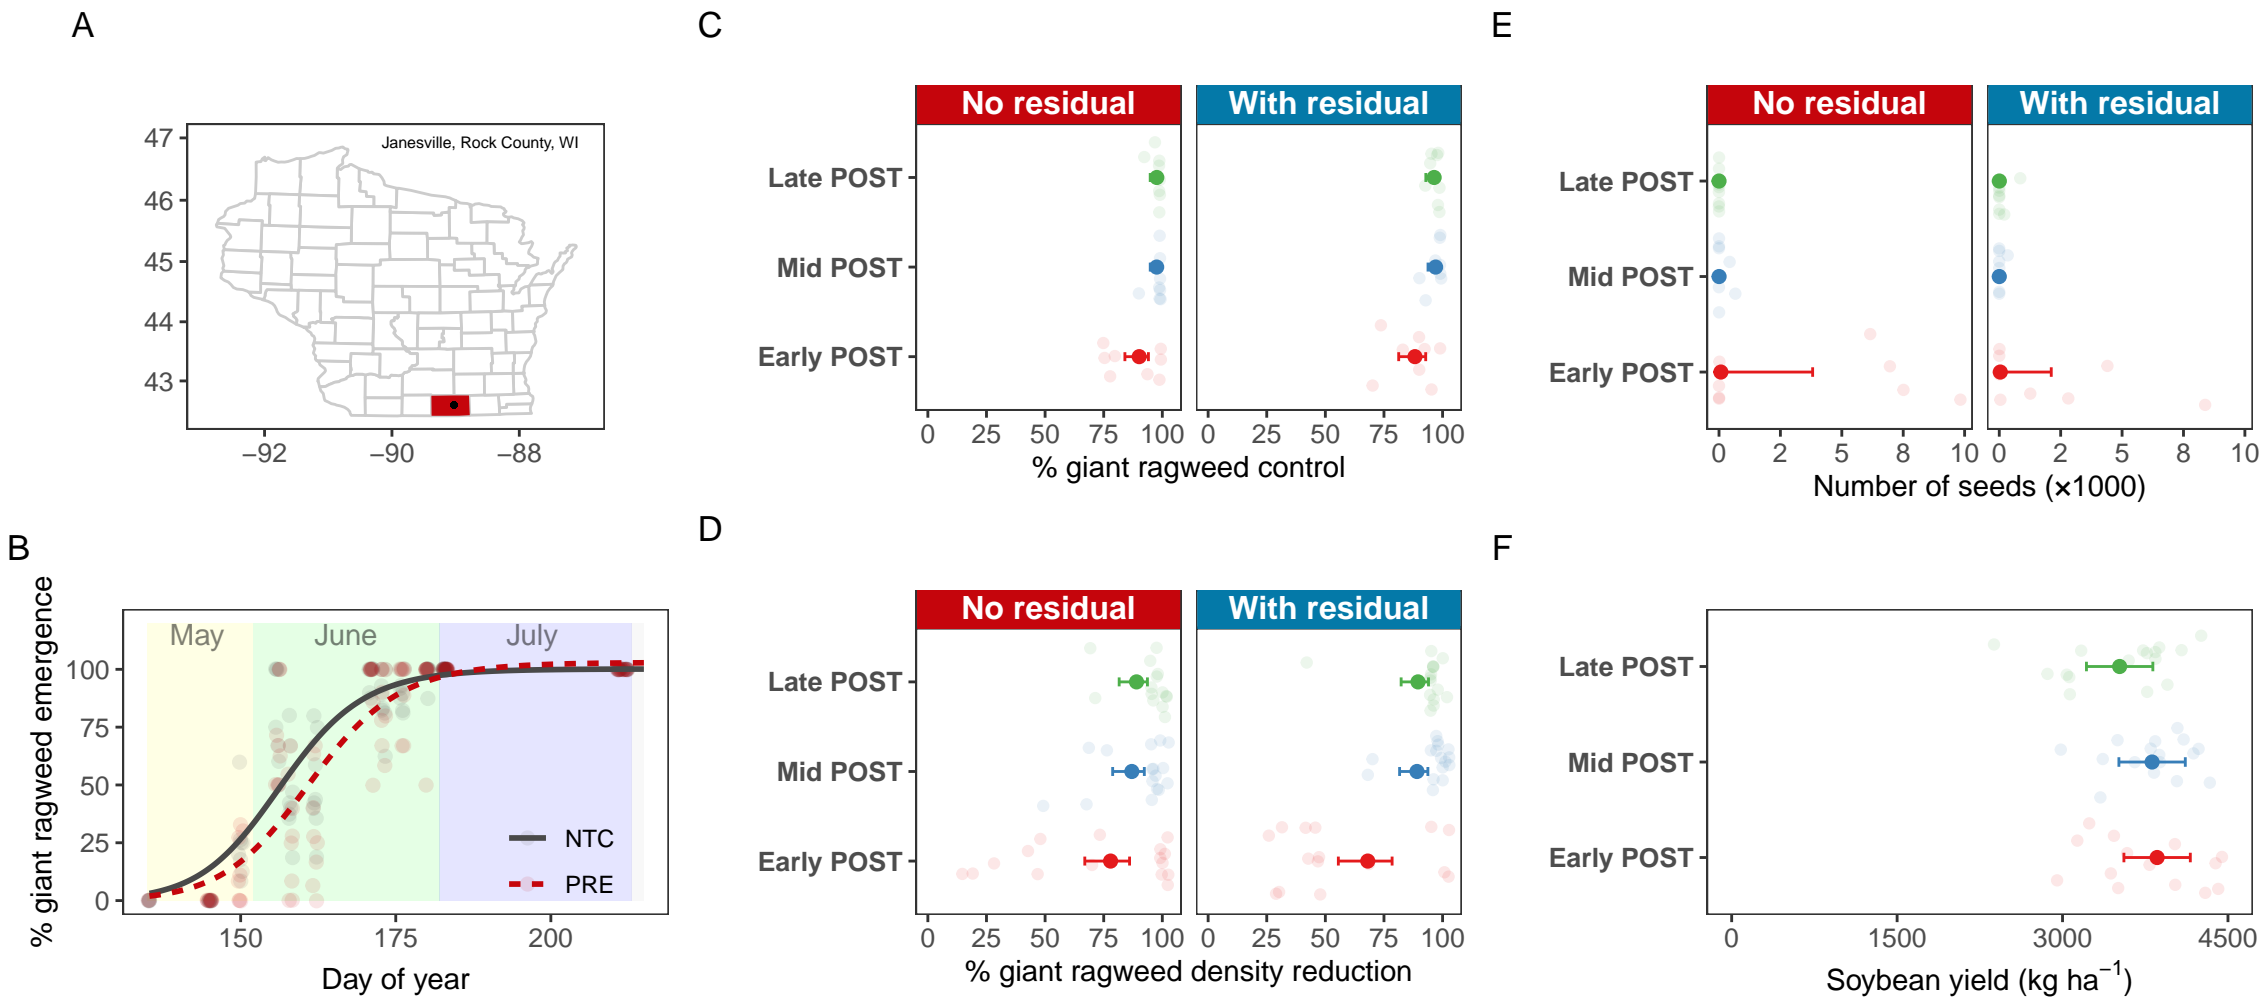 A
Janesville, Rock County, WI
47
46
45
44
43
−92 −90 −88
B
% giant ragweed emergence
May June July
100
75
50
25
0
NTC
PRE
150 175 200
Day of year
C
No residual With residual
Late POST
Mid POST
Early POST
0 25 50 75 100 0 25 50 75 100
% giant ragweed control
D
No residual With residual
Late POST
Mid POST
Early POST
0 25 50 75 100 0 25 50 75 100
% giant ragweed density reduction
E
No residual With residual
Late POST
Mid POST
Early POST
0 2 5 8 10 0 2 5 8 10
Number of seeds (×1000)
F
Late POST
Mid POST
Early POST
0 1500 3000 4500
Soybean yield (kg ha⁻¹)